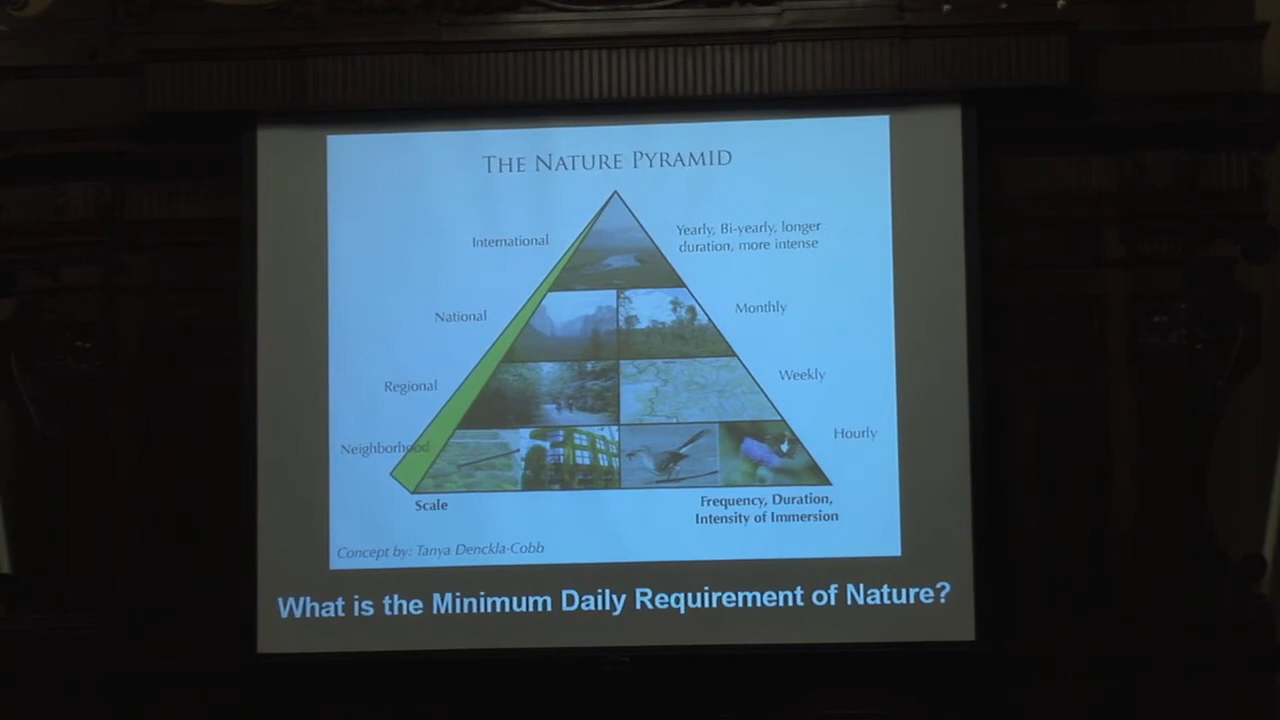 THE NATURE PYRAMID
International
Yearly, Bi-yearly, longer
duration, more intense
National
Monthly
Regional
Weekly
Neighborhood
Hourly
Scale
Frequency, Duration,
Intensity of Immersion
Concept by: Tanya Denckla-Cobb
What is the Minimum Daily Requirement of Nature?